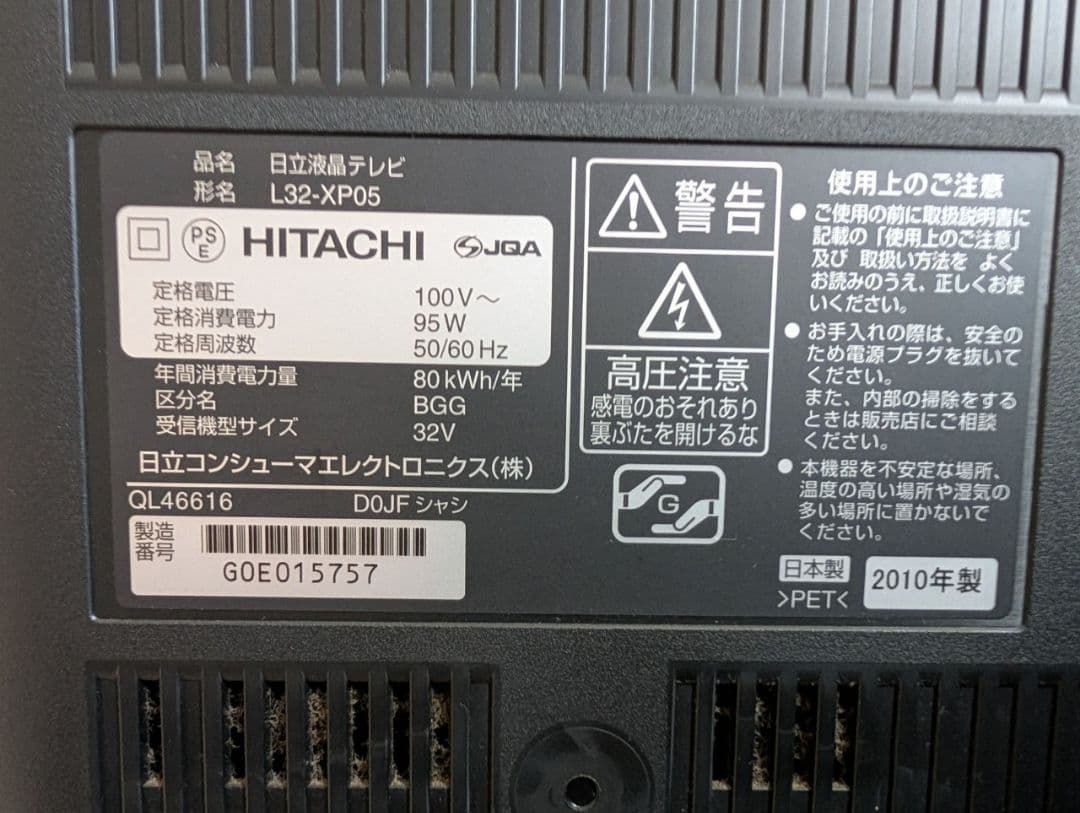 品名 日立液晶テレビ
形名 L32-XP05
PS
E
HITACHI
JQA
定格電圧 100V～
定格消費電力 95W
定格周波数 50/60Hz
年間消費電力量 80kWh/年
区分名 BGG
受信機型サイズ 32V
日立コンシューマエレクトロニクス(株)
QL46616 D0JFシャシ
製造
番号
G0E015757
警告
高圧注意
感電のおそれあり
裏ぶたを開けるな
G
使用上のご注意
● ご使用の前に取扱説明書に
記載の「使用上のご注意」
及び 取扱い方法を よく
お読みのうえ、正しくお使
いください。
● お手入れの際は、安全の
ため電源プラグを抜いて
ください。
また、内部の掃除をする
ときは販売店にご相談
ください。
● 本機器を不安定な場所、
温度の高い場所や湿気の
多い場所に置かないで
ください。
日本製
>PET<
2010年製